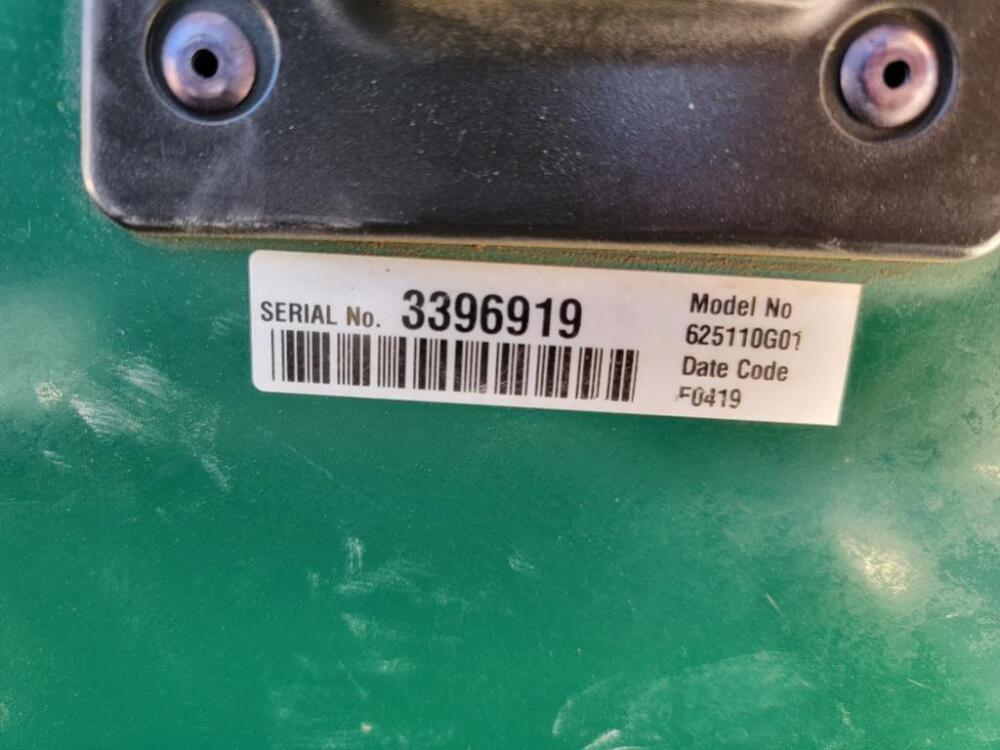 SERIAL No. 3396919
Model No
625110G01
Date Code
F0419